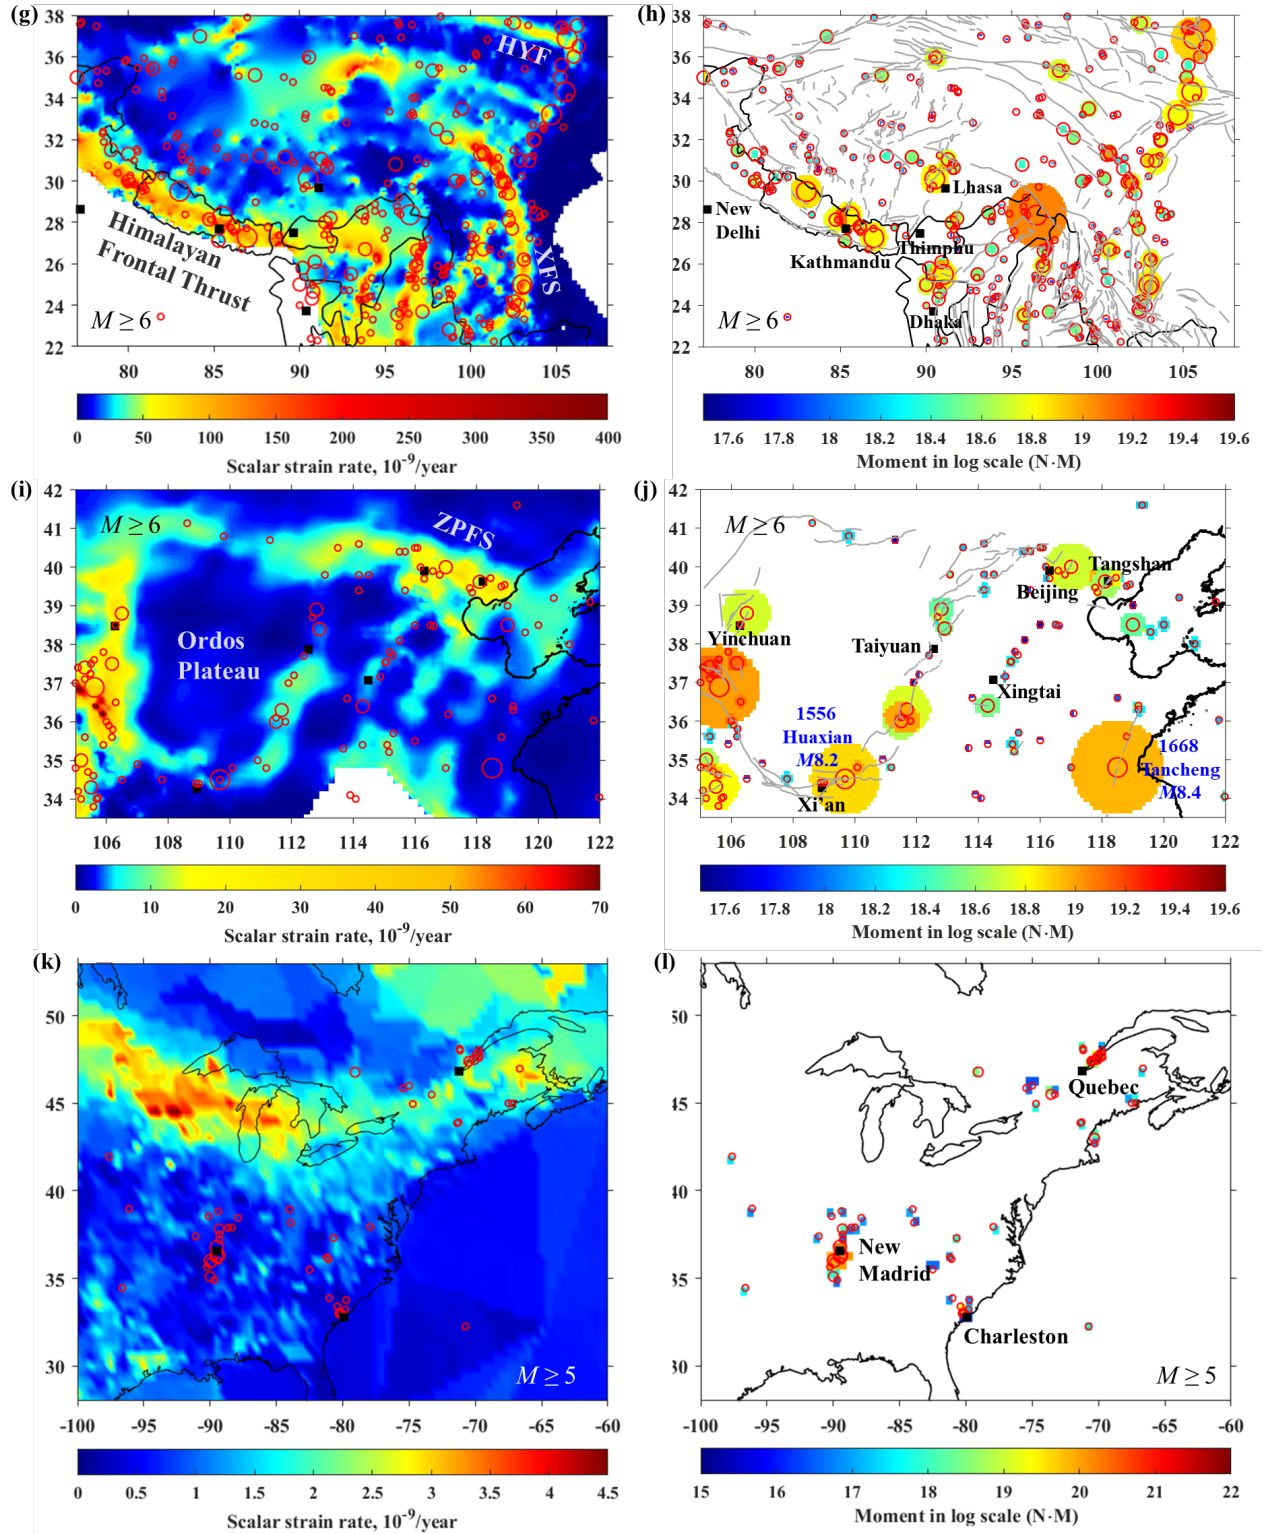 (g)
38
36
34
32
30
28
26
24
22
HYF
Himalayan
Frontal Thrust
XFS
M ≥ 6
80 85 90 95 100 105
0 50 100 150 200 250 300 350 400
Scalar strain rate, 10⁻⁹/year
(h)
38
36
34
32
30
28
26
24
22
Lhasa
New
Delhi
Thimphu
Kathmandu
Dhaka
M ≥ 6
80 85 90 95 100 105
17.6 17.8 18 18.2 18.4 18.6 18.8 19 19.2 19.4 19.6
Moment in log scale (N·M)
(i)
42
41
40
39
38
37
36
35
34
M ≥ 6
ZPFS
Ordos
Plateau
106 108 110 112 114 116 118 120 122
0 10 20 30 40 50 60 70
Scalar strain rate, 10⁻⁹/year
(j)
42
41
40
39
38
37
36
35
34
M ≥ 6
Tangshan
Beijing
Yinchuan
Taiyuan
Xingtai
1556
Huaxian
M8.2
1668
Tancheng
M8.4
Xi’an
106 108 110 112 114 116 118 120 122
17.6 17.8 18 18.2 18.4 18.6 18.8 19 19.2 19.4 19.6
Moment in log scale (N·M)
(k)
50
45
40
35
30
M ≥ 5
-100 -95 -90 -85 -80 -75 -70 -65 -60
0 0.5 1 1.5 2 2.5 3 3.5 4 4.5
Scalar strain rate, 10⁻⁹/year
(l)
50
45
40
35
30
Quebec
New
Madrid
Charleston
M ≥ 5
-100 -95 -90 -85 -80 -75 -70 -65 -60
15 16 17 18 19 20 21 22
Moment in log scale (N·M)